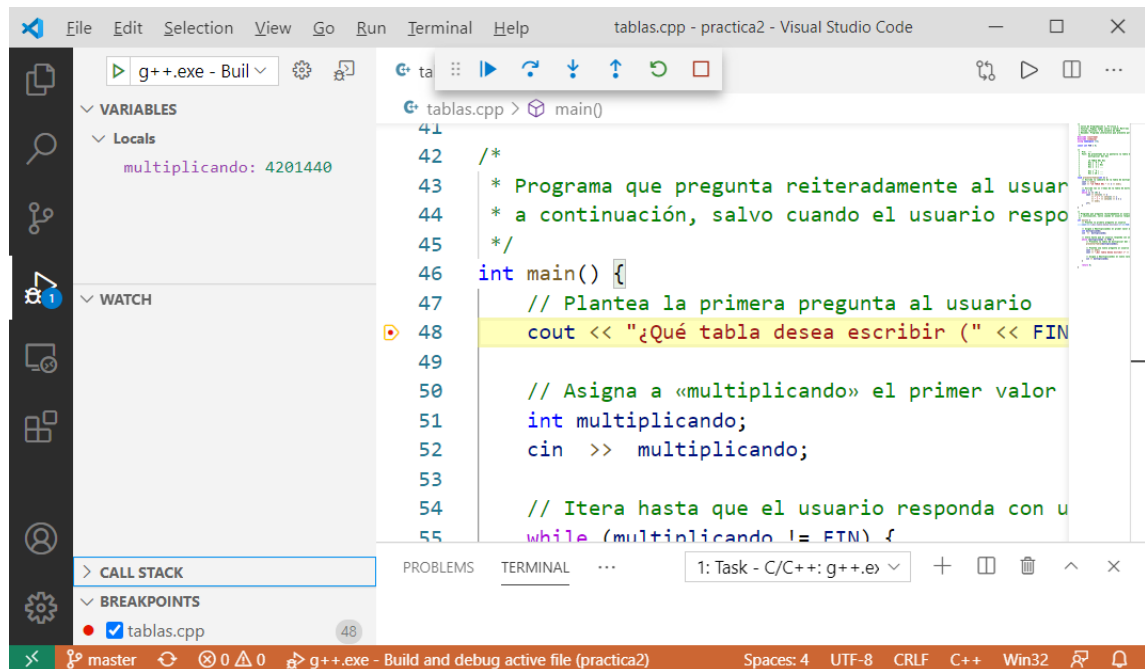 File Edit Selection View Go Run Terminal Help tablas.cpp - practica2 - Visual Studio Code
g++.exe - Buil
VARIABLES
Locals
multiplicando: 4201440
WATCH
CALL STACK
BREAKPOINTS
tablas.cpp 48
1
ta
tablas.cpp > main()
41
42 /*
43 * Programa que pregunta reiteradamente al usuar
44 * a continuación, salvo cuando el usuario respo
45 */
46 int main() {
47 // Plantea la primera pregunta al usuario
48 cout << "¿Qué tabla desea escribir (" << FIN
49
50 // Asigna a «multiplicando» el primer valor
51 int multiplicando;
52 cin >> multiplicando;
53
54 // Itera hasta que el usuario responda con u
55 while (multiplicando != FIN) {
PROBLEMS TERMINAL ... 1: Task - C/C++: g++.e
master 0 0 g++.exe - Build and debug active file (practica2) Spaces: 4 UTF-8 CRLF C++ Win32